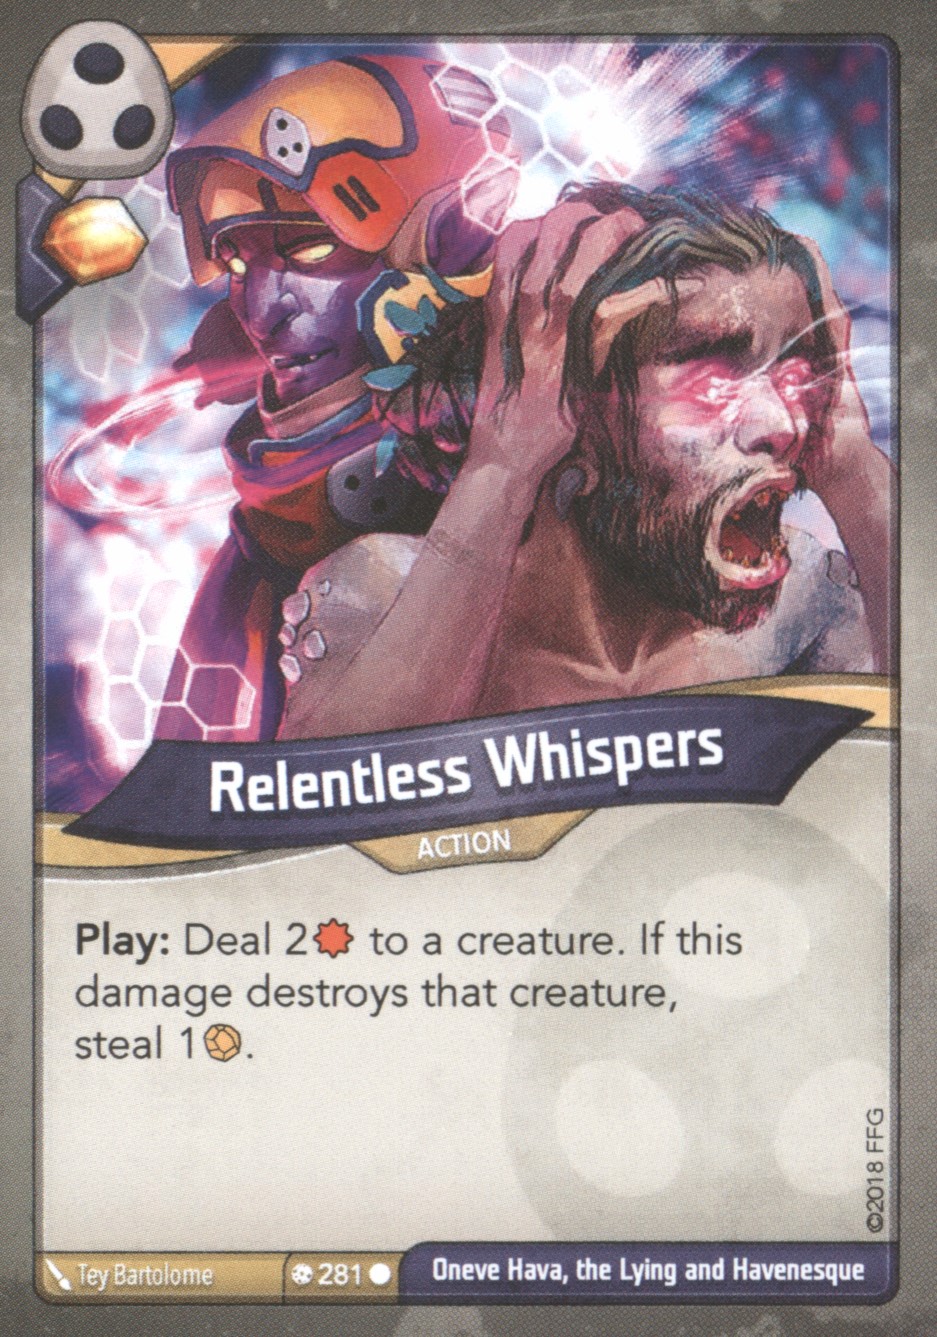 Relentless Whispers
ACTION
Play: Deal 2 to a creature. If this
damage destroys that creature,
steal 1.
©2018 FFG
Tey Bartolome
281
Oneve Hava, the Lying and Havenesque